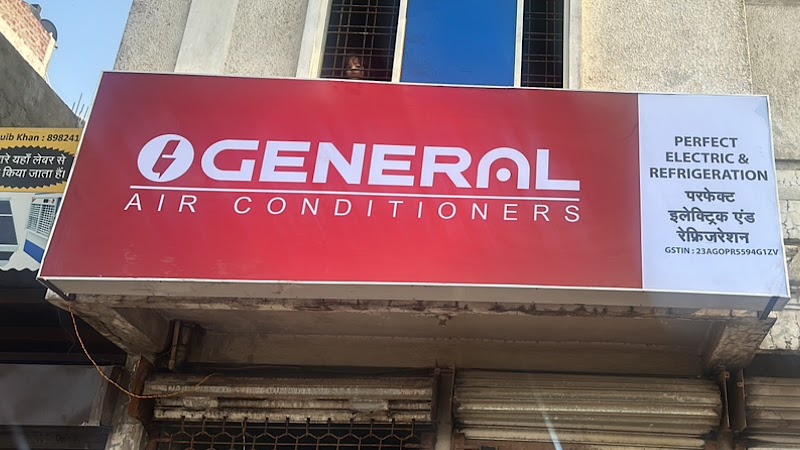 uib Khan : 898241
रे यहाँ लेबर से
किया जाता हैं।
GENERAL
AIR CONDITIONERS
PERFECT
ELECTRIC &
REFRIGERATION
परफेक्ट
इलेक्ट्रिक एंड
रेफ्रिजरेशन
GSTIN : 23AGOPR5594G1ZV